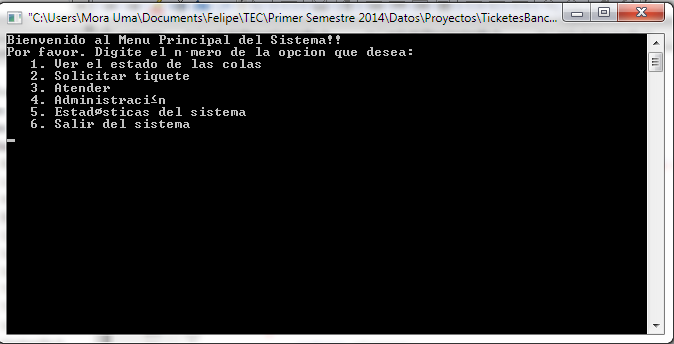 "C:\Users\Mora Uma\Documents\Felipe\TEC\Primer Semestre 2014\Datos\Proyectos\TicketesBanc...
Bienvenido al Menu Principal del Sistema!!
Por favor. Digite el n·mero de la opcion que desea:
1. Ver el estado de las colas
2. Solicitar tiquete
3. Atender
4. Administraci≤n
5. Estadøsticas del sistema
6. Salir del sistema